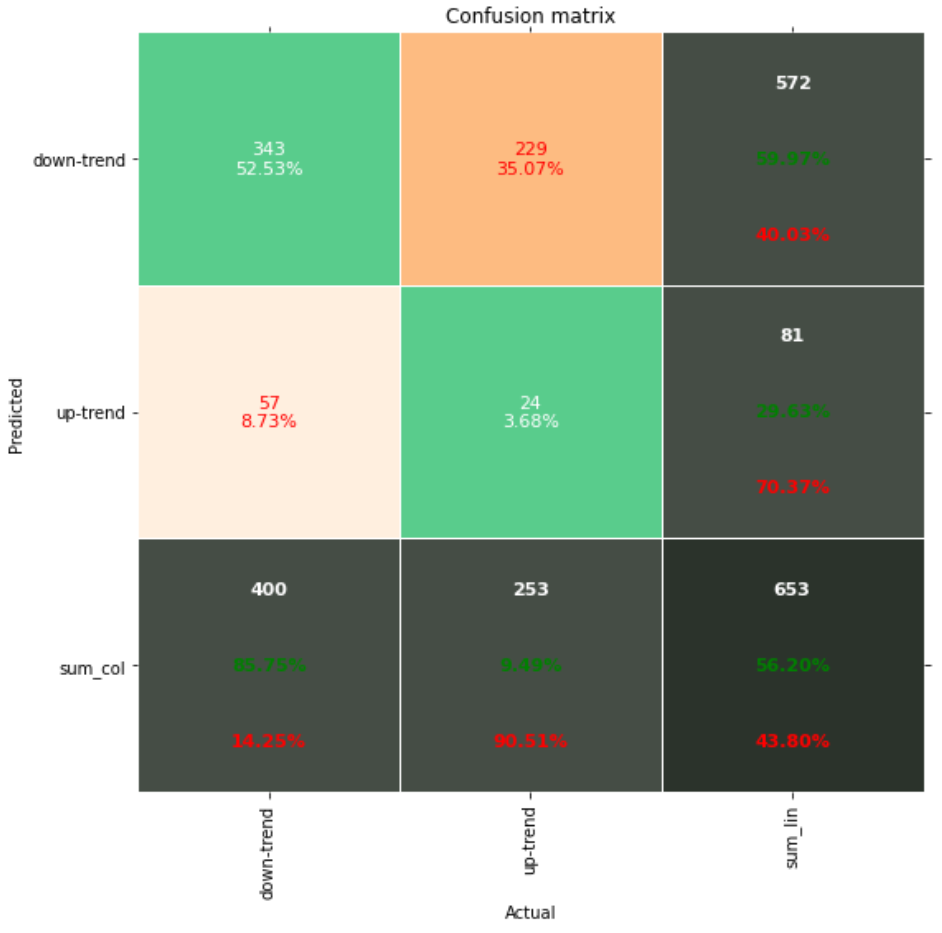 Confusion matrix
down-trend
343
52.53%
229
35.07%
572
59.97%
40.03%
Predicted
up-trend
57
8.73%
24
3.68%
81
29.63%
70.37%
sum_col
400
85.75%
14.25%
253
9.49%
90.51%
653
56.20%
43.80%
down-trend
up-trend
sum_lin
Actual